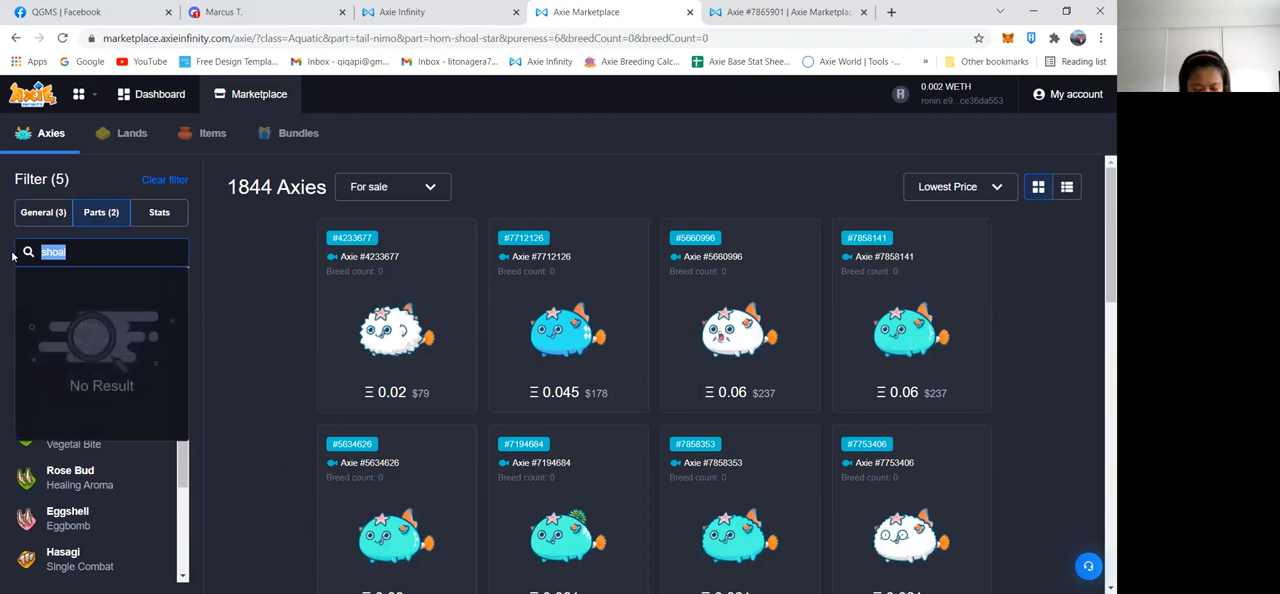 QGMS | Facebook
Marcus T.
Axie Infinity
Axie Marketplace
Axie #7865901 | Axie Marketplac
marketplace.axieinfinity.com/axie/?class=Aquatic&part=tail-nimo&part=horn-shoal-star&pureness=6&breedCount=0&breedCount=0
Apps
Google
YouTube
Free Design Templa...
Inbox - qiqapi@gm...
Inbox - litonagera7...
Axie Infinity
Axie Breeding Calc...
Axie Base Stat Shee...
Axie World | Tools -...
»
Other bookmarks
Reading list
AXIE
INFINITY
Dashboard
Marketplace
0.002 WETH
ronin:e9...ce36da553
My account
Axies
Lands
Items
Bundles
Filter (5)
Clear filter
General (3)
Parts (2)
Stats
shoal
No Result
Vegetal Bite
Rose Bud
Healing Aroma
Eggshell
Eggbomb
Hasagi
Single Combat
1844 Axies
For sale
Lowest Price
#4233677
Axie #4233677
Breed count: 0
Ξ 0.02 $79
#7712126
Axie #7712126
Breed count: 0
Ξ 0.045 $178
#5660996
Axie #5660996
Breed count: 0
Ξ 0.06 $237
#7858141
Axie #7858141
Breed count: 0
Ξ 0.06 $237
#5634626
Axie #5634626
Breed count: 0
#7194684
Axie #7194684
Breed count: 0
#7858353
Axie #7858353
Breed count: 0
#7753406
Axie #7753406
Breed count: 0